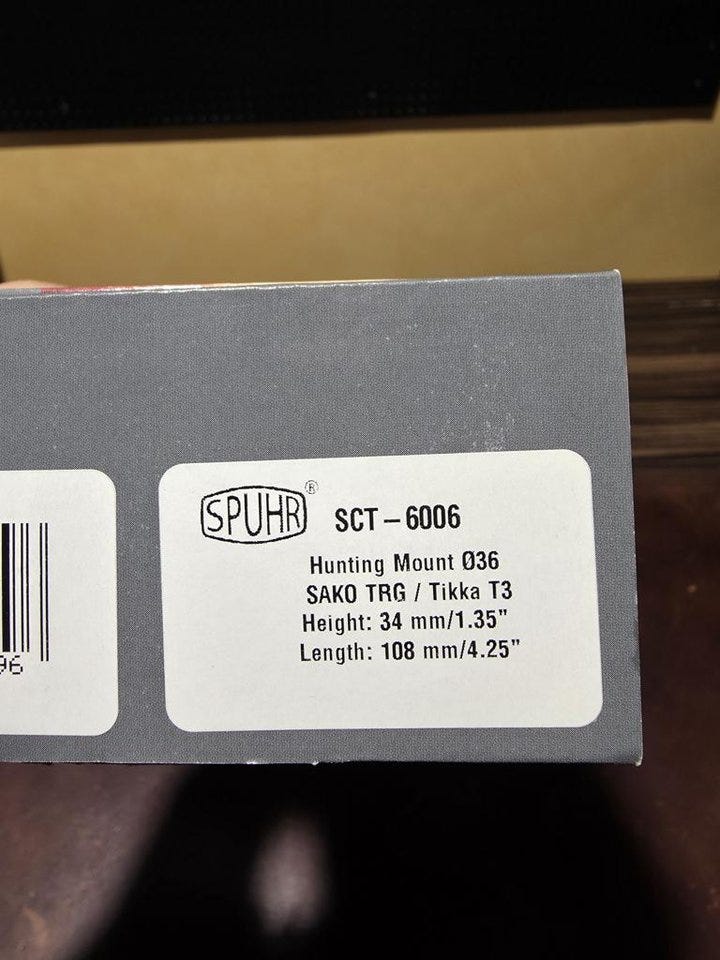 SPUHR® SCT – 6006
Hunting Mount Ø36
SAKO TRG / Tikka T3
Height: 34 mm/1.35”
Length: 108 mm/4.25”
96